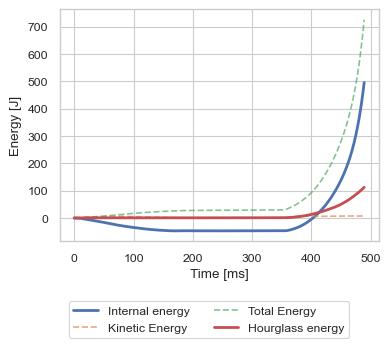 700
600
500
400
300
200
100
0
Energy [J]
0 100 200 300 400 500
Time [ms]
Internal energy Total Energy
Kinetic Energy Hourglass energy